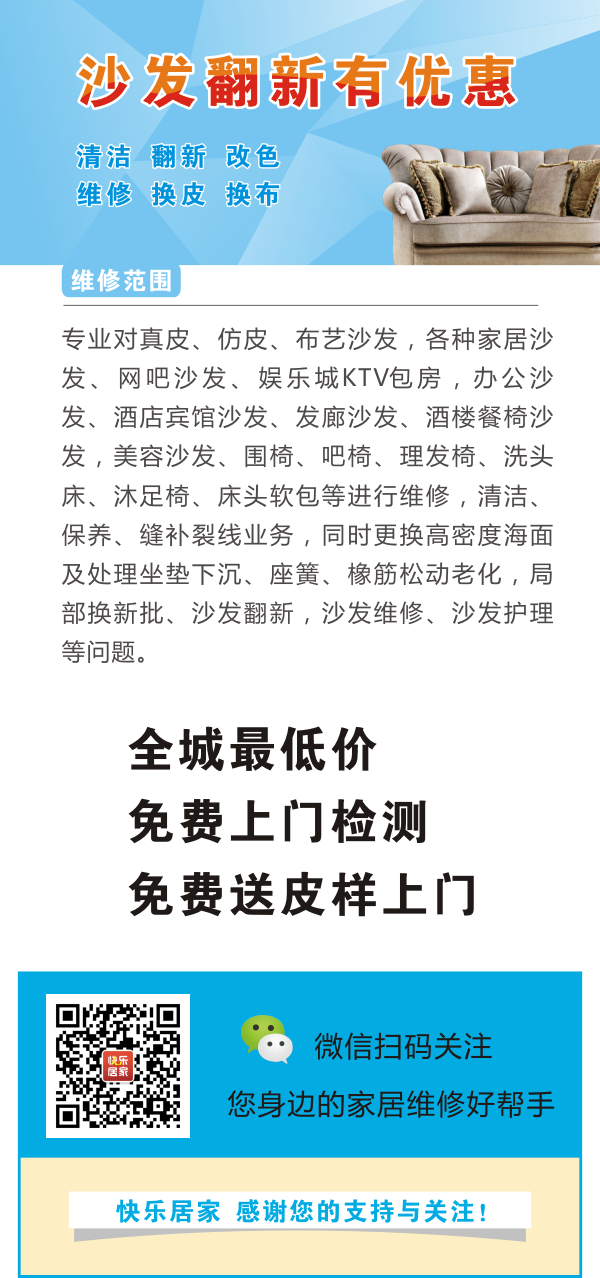 沙发翻新有优惠
清洁 翻新 改色
维修 换皮 换布
维修范围
专业对真皮、仿皮、布艺沙发，各种家居沙
发、网吧沙发、娱乐城KTV包房，办公沙
发、酒店宾馆沙发、发廊沙发、酒楼餐椅沙
发，美容沙发、围椅、吧椅、理发椅、洗头
床、沐足椅、床头软包等进行维修，清洁、
保养、缝补裂线业务，同时更换高密度海面
及处理坐垫下沉、座簧、橡筋松动老化，局
部换新批、沙发翻新，沙发维修、沙发护理
等问题。
全城最低价
免费上门检测
免费送皮样上门
快乐
居家
微信扫码关注
您身边的家居维修好帮手
快乐居家 感谢您的支持与关注!